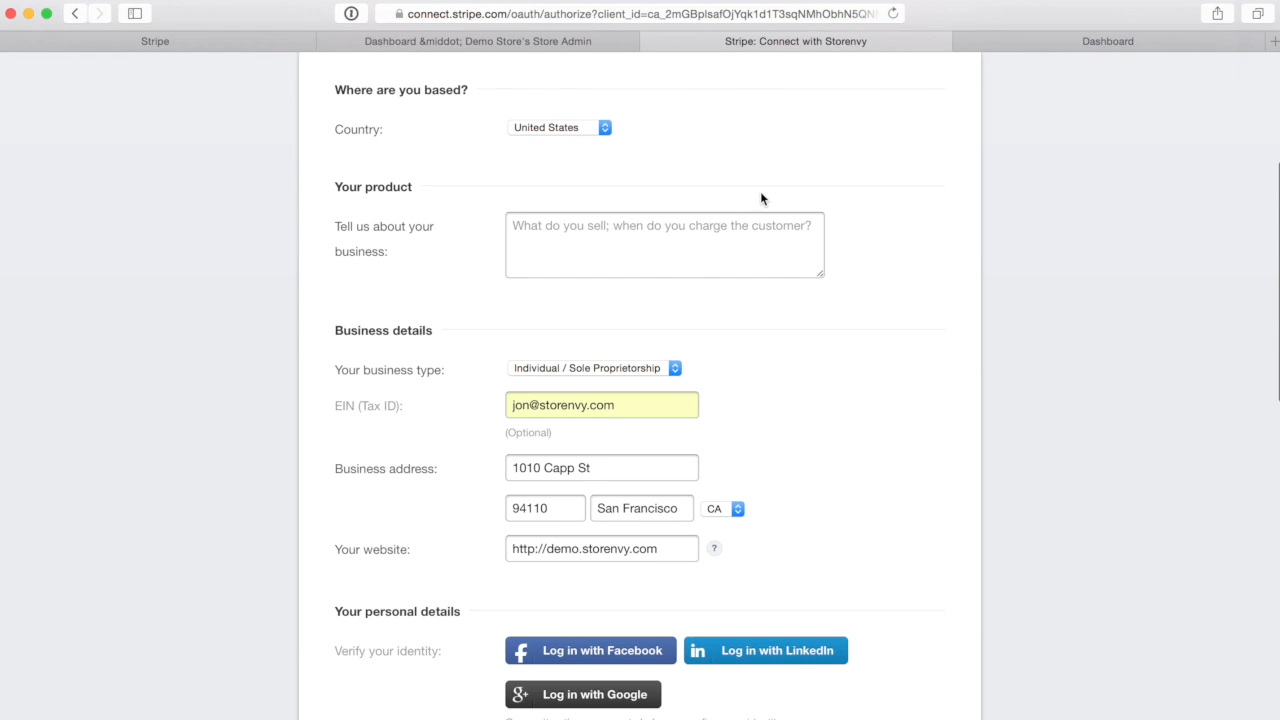 connect.stripe.com/oauth/authorize?client_id=ca_2mGBplsafOjYqk1d1T3sqNMhObhN5QN
Stripe
Dashboard &middot; Demo Store's Store Admin
Stripe: Connect with Storenvy
Dashboard
Where are you based?
Country:
United States
Your product
Tell us about your
business:
What do you sell; when do you charge the customer?
Business details
Your business type:
Individual / Sole Proprietorship
EIN (Tax ID):
jon@storenvy.com
(Optional)
Business address:
1010 Capp St
94110
San Francisco
CA
Your website:
http://demo.storenvy.com
?
Your personal details
Verify your identity:
f Log in with Facebook
in Log in with LinkedIn
g+ Log in with Google